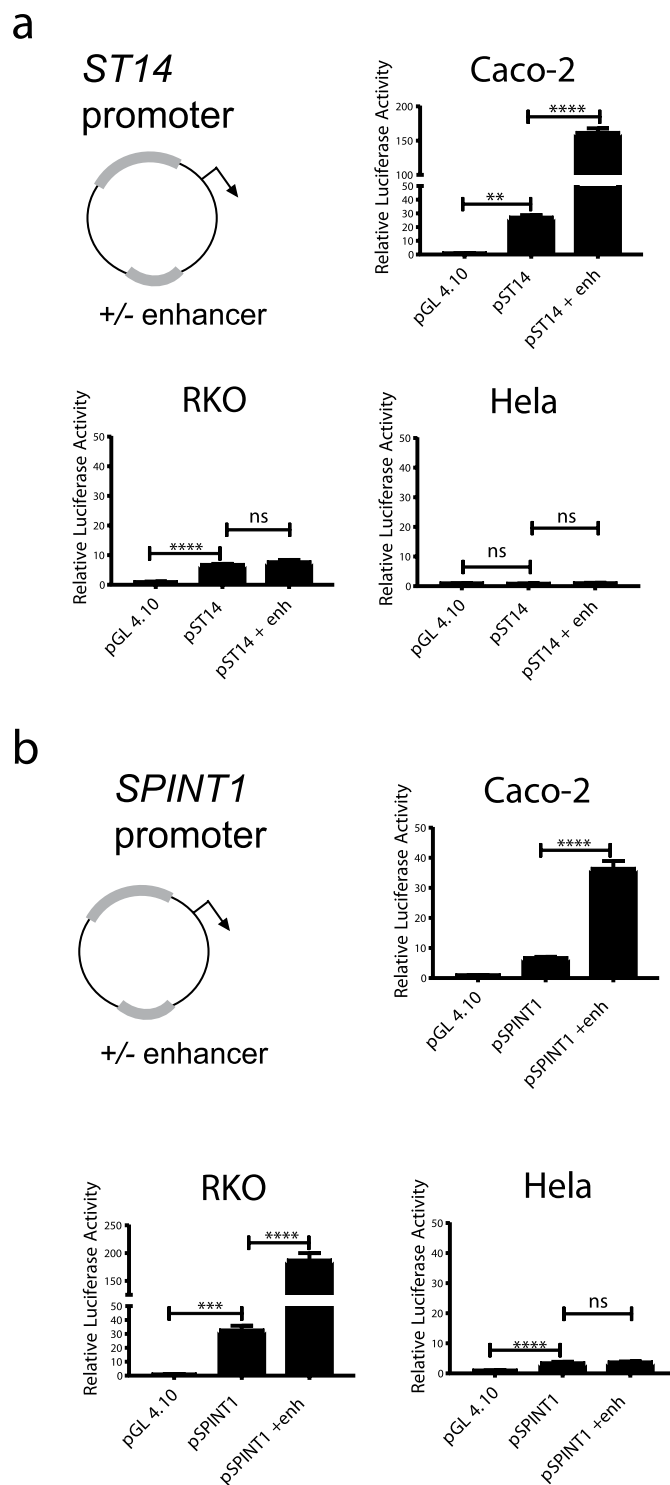 a
ST14
promoter
+/- enhancer
Caco-2
Relative Luciferase Activity
200
150
100
50
40
30
20
10
0
**
****
pGL 4.10
pST14
pST14 + enh
RKO
Relative Luciferase Activity
50
40
30
20
10
0
****
ns
pGL 4.10
pST14
pST14 + enh
Hela
Relative Luciferase Activity
50
40
30
20
10
0
ns
ns
pGL 4.10
pST14
pST14 + enh
b
SPINT1
promoter
+/- enhancer
Caco-2
Relative Luciferase Activity
50
40
30
20
10
0
****
pGL 4.10
pSPINT1
pSPINT1 +enh
RKO
Relative Luciferase Activity
250
200
150
50
40
30
20
10
0
***
****
pGL 4.10
pSPINT1
pSPINT1 +enh
Hela
Relative Luciferase Activity
50
40
30
20
10
0
****
ns
pGL 4.10
pSPINT1
pSPINT1 +enh